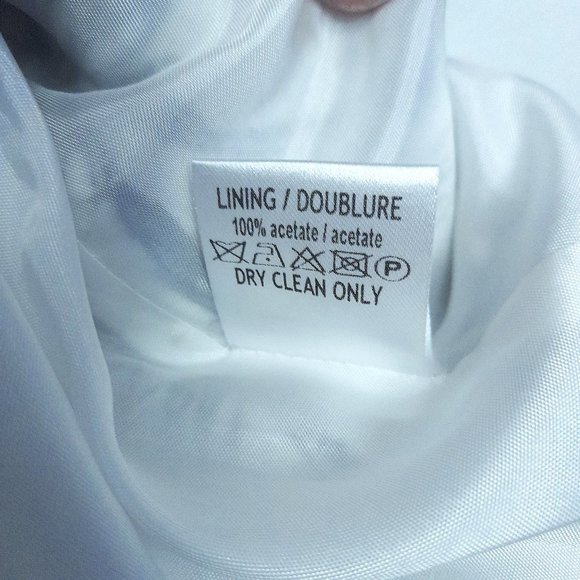 LINING / DOUBLURE
100% acetate / acetate
P
DRY CLEAN ONLY